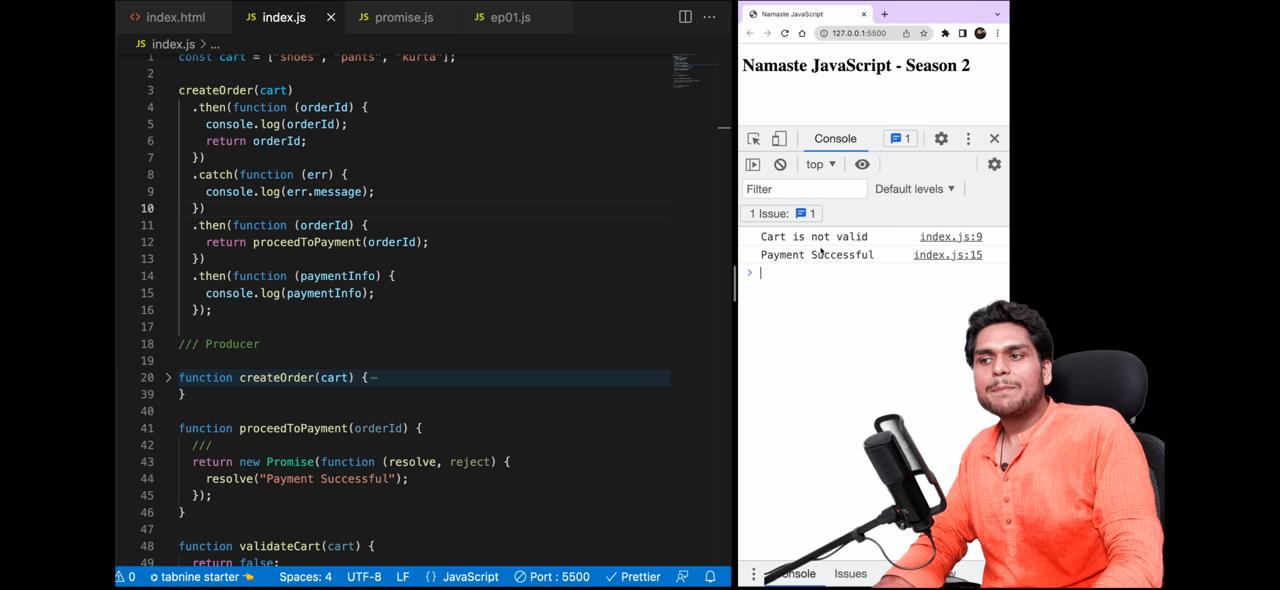 index.html
JS index.js
JS promise.js
JS ep01.js
JS index.js > ...
1 const cart = ["shoes", "pants", "kurta"];
2
3 createOrder(cart)
4 .then(function (orderId) {
5 console.log(orderId);
6 return orderId;
7 })
8 .catch(function (err) {
9 console.log(err.message);
10 })
11 .then(function (orderId) {
12 return proceedToPayment(orderId);
13 })
14 .then(function (paymentInfo) {
15 console.log(paymentInfo);
16 });
17
18 /// Producer
19
20 function createOrder(cart) {⋯
39 }
40
41 function proceedToPayment(orderId) {
42 ///
43 return new Promise(function (resolve, reject) {
44 resolve("Payment Successful");
45 });
46 }
47
48 function validateCart(cart) {
49 return false;
0 tabnine starter Spaces: 4 UTF-8 LF {} JavaScript Port : 5500 Prettier
Namaste JavaScript
127.0.0.1:5500
Namaste JavaScript - Season 2
Console 1
top
Filter Default levels
1 Issue: 1
Cart is not valid index.js:9
Payment Successful index.js:15
>
Issues